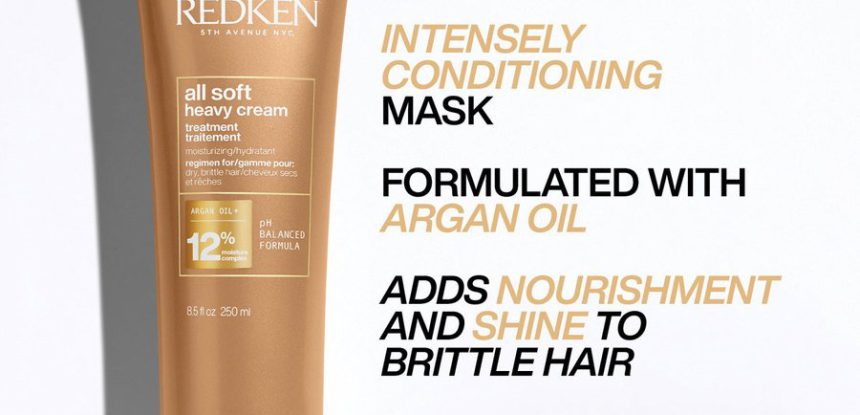 REDKEN
5TH AVENUE NYC
all soft
heavy cream
treatment
traitement
moisturizing/hydratant
regimen for/gamme pour:
dry, brittle hair/cheveux secs
et rêches
ARGAN OIL+
12%
moisture
complex
pH
BALANCED
FORMULA
8.5 fl oz 250 ml
INTENSELY
CONDITIONING
MASK
FORMULATED WITH
ARGAN OIL
ADDS NOURISHMENT
AND SHINE TO
BRITTLE HAIR